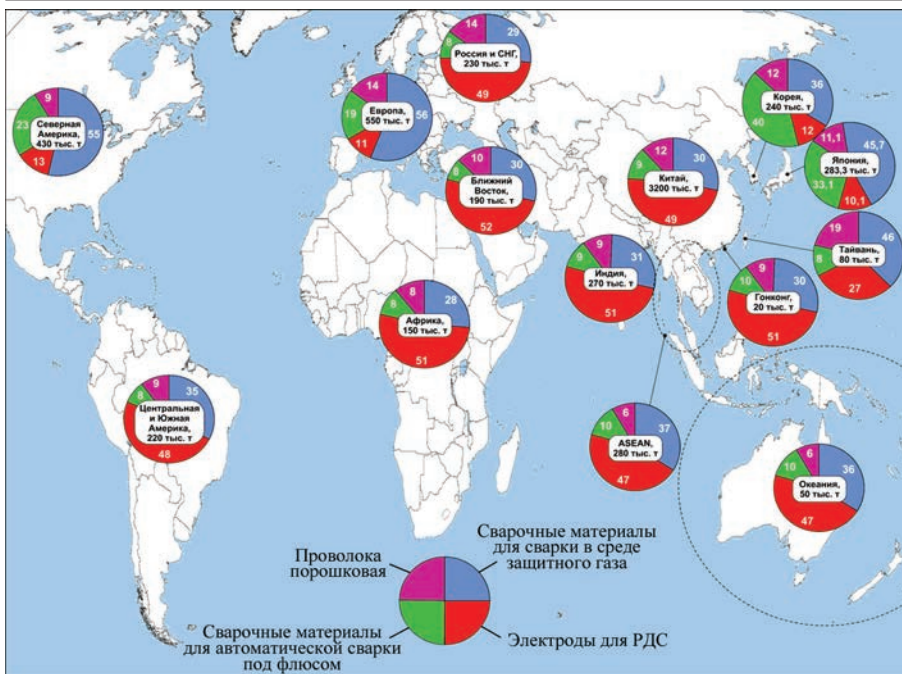 14
29
8
Россия и СНГ,
230 тыс. т
49
9
23
55
Северная
Америка,
430 тыс. т
13
14
19
56
Европа,
550 тыс. т
11
10
30
8
Ближний
Восток,
190 тыс. т
52
12
30
9
Китай,
3200 тыс. т
49
12
36
Корея,
240 тыс. т
40
12
11,1
45,7
Япония,
283,3 тыс. т
33,1
10,1
19
46
Тайвань,
80 тыс. т
8
27
9
31
9
Индия,
270 тыс. т
51
9
30
10
Гонконг,
20 тыс. т
51
8
28
8
Африка,
150 тыс. т
51
9
35
8
Центральная
и Южная
Америка,
220 тыс. т
48
6
37
10
ASEAN,
280 тыс. т
47
6
36
10
Океания,
50 тыс. т
47
Проволока
порошковая
Сварочные материалы
для сварки в среде
защитного газа
Сварочные материалы
для автоматической сварки
под флюсом
Электроды для РДС